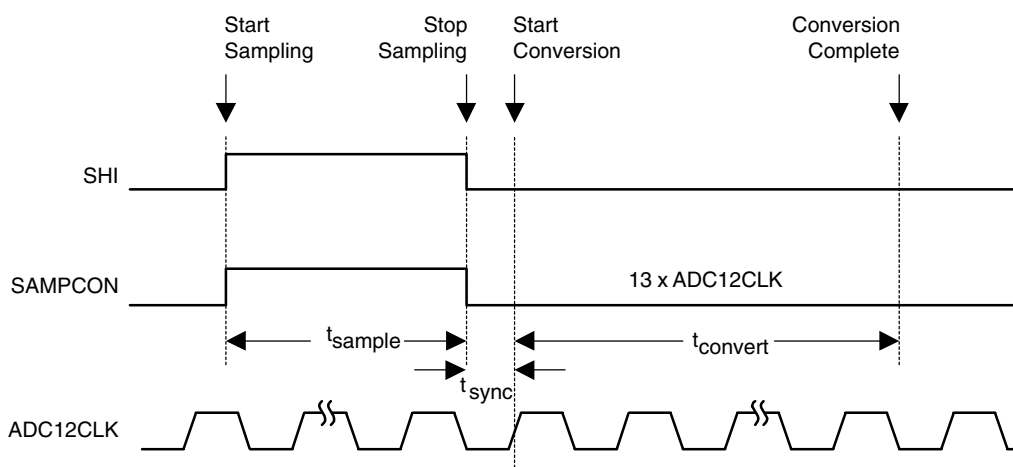 Start
Sampling
Stop
Sampling
Start
Conversion
Conversion
Complete
SHI
SAMPCON
13 x ADC12CLK
tsample
tconvert
tsync
ADC12CLK